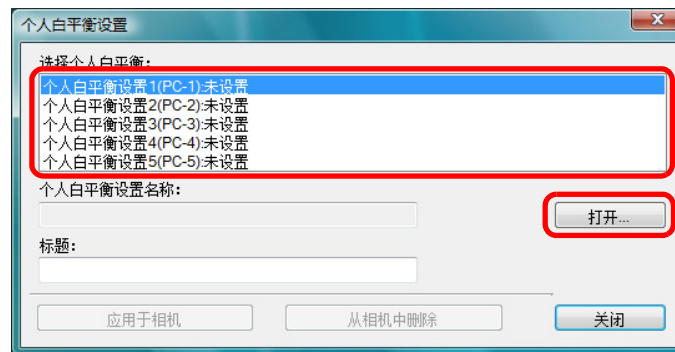 个人白平衡设置
选择个人白平衡:
个人白平衡设置1(PC-1):未设置
个人白平衡设置2(PC-2):未设置
个人白平衡设置3(PC-3):未设置
个人白平衡设置4(PC-4):未设置
个人白平衡设置5(PC-5):未设置
个人白平衡设置名称:
打开...
标题:
应用于相机
从相机中删除
关闭